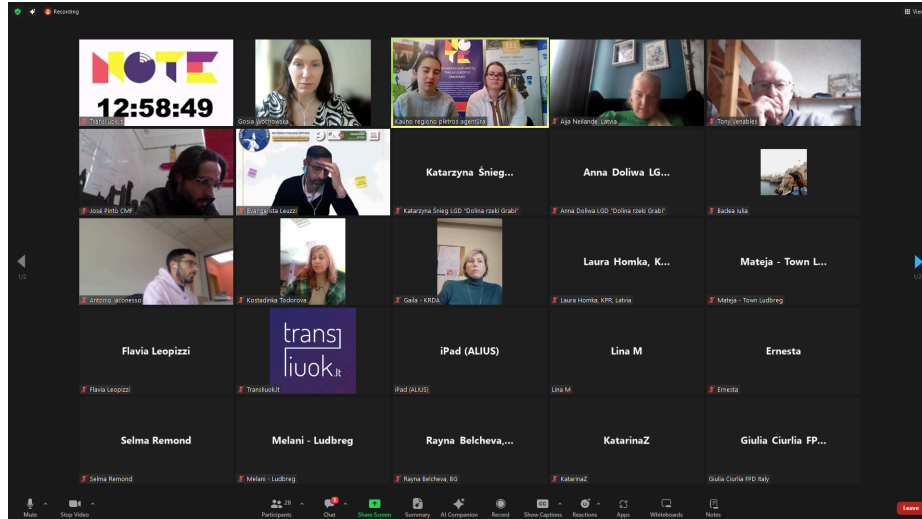 Recording
View
NOTE
12:58:49
Transliuok.lt
Gosia Wochowska
Kauno regiono plėtros agentūra
Aija Neilande, Latvia
Tony Venables
José Pinto CMF
Evangelista Leuzzi
Katarzyna Śnieg...
Katarzyna Śnieg LGD "Dolina rzeki Grabi"
Anna Doliwa LG...
Anna Doliwa LGD "Dolina rzeki Grabi"
Badea Iulia
1/2
Antonio Iaconesso
Kostadinka Todorova
Gaila - KRDA
Laura Homka, K...
Laura Homka, KPR, Latvia
Mateja - Town L...
Mateja - Town Ludbreg
1/2
Flavia Leopizzi
Flavia Leopizzi
transliuok.lt
Transliuok.lt
iPad (ALIUS)
iPad (ALIUS)
Lina M
Lina M
Ernesta
Ernesta
Selma Remond
Selma Remond
Melani - Ludbreg
Melani - Ludbreg
Rayna Belcheva,...
Rayna Belcheva, BG
KatarinaZ
KatarinaZ
Giulia Ciurlia FP...
Giulia Ciurlia FPD Italy
Mute
Stop Video
28
Participants
Chat
Share Screen
Summary
AI Companion
Record
Show Captions
Reactions
Apps
Whiteboards
Notes
Leave